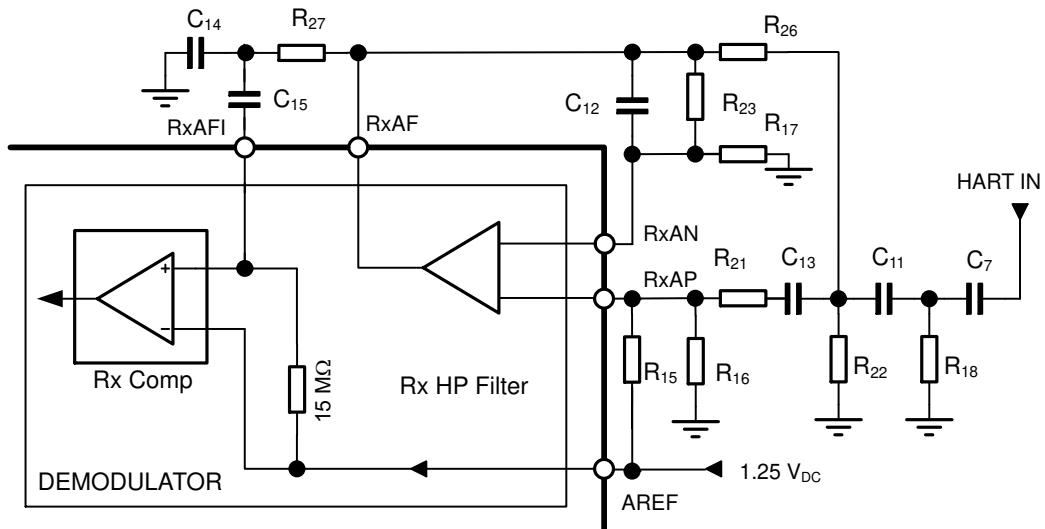 C14
R27
R26
C15
C12
R23
R17
RxAFI
RxAF
HART IN
RxAN
RxAP
R21
C13
C11
C7
+
−
Rx Comp
15 MΩ
Rx HP Filter
R15
R16
R22
R18
DEMODULATOR
AREF
1.25 VDC